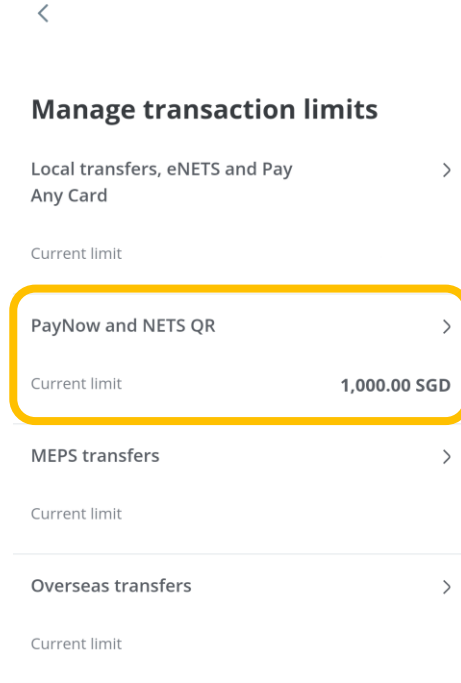 Manage transaction limits
Local transfers, eNETS and Pay
Any Card
Current limit
PayNow and NETS QR
Current limit 1,000.00 SGD
MEPS transfers
Current limit
Overseas transfers
Current limit